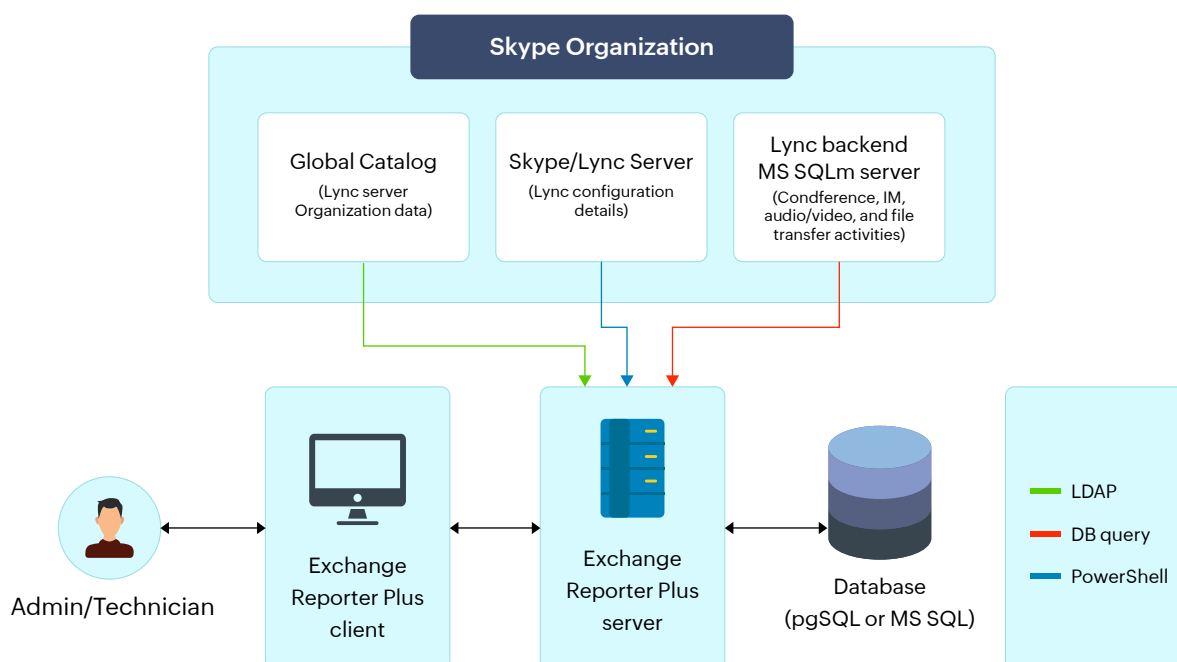 Skype Organization
Global Catalog
(Lync server
Organization data)
Skype/Lync Server
(Lync configuration
details)
Lync backend
MS SQLm server
(Condference, IM,
audio/video, and file
transfer activities)
Admin/Technician
Exchange
Reporter Plus
client
Exchange
Reporter Plus
server
Database
(pgSQL or MS SQL)
LDAP
DB query
PowerShell